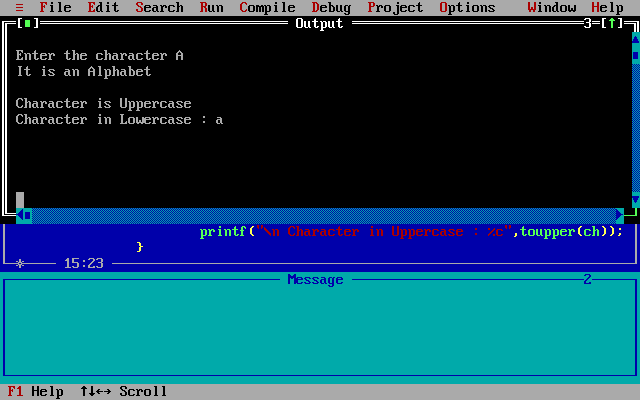 ≡ File Edit Search Run Compile Debug Project Options Window Help
[■] Output 3=[↑]
Enter the character A
It is an Alphabet
Character is Uppercase
Character in Lowercase : a
printf("\n Character in Uppercase : %c",toupper(ch));
}
* 15:23
Message 2
F1 Help ↑↓←→ Scroll